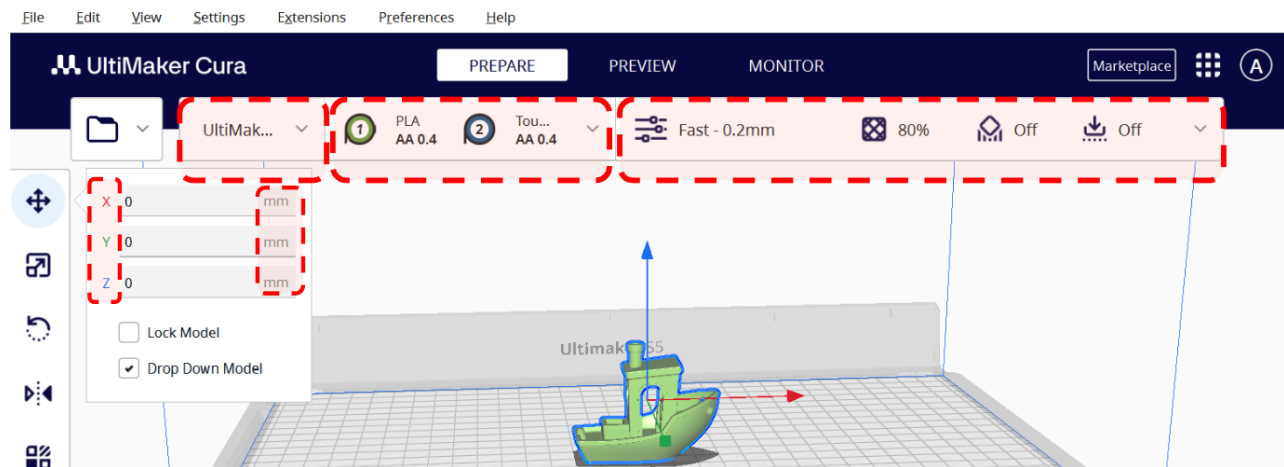 File Edit View Settings Extensions Preferences Help
UltiMaker Cura PREPARE PREVIEW MONITOR Marketplace A
UltiMak... 1 PLA AA 0.4 2 Tou... AA 0.4 Fast - 0.2mm 80% Off Off
X 0 mm
Y 0 mm
Z 0 mm
Lock Model
Drop Down Model
Ultimak S5